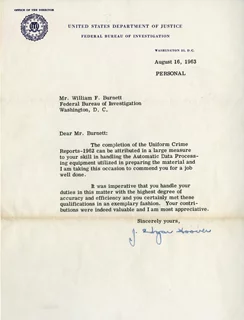 OFFICE OF THE DIRECTOR
UNITED STATES DEPARTMENT OF JUSTICE
FEDERAL BUREAU OF INVESTIGATION
WASHINGTON 25, D.C.
August 16, 1963
PERSONAL
Mr. William F. Burnett
Federal Bureau of Investigation
Washington, D. C.
Dear Mr. Burnett:
The completion of the Uniform Crime
Reports-1962 can be attributed in a large measure
to your skill in handling the Automatic Data Process-
ing equipment utilized in preparing the material and
I am taking this occasion to commend you for a job
well done.
It was imperative that you handle your
duties in this matter with the highest degree of
accuracy and efficiency and you certainly met these
qualifications in an exemplary fashion. Your contri-
butions were indeed valuable and I am most appreciative.
Sincerely yours,
J. Edgar Hoover